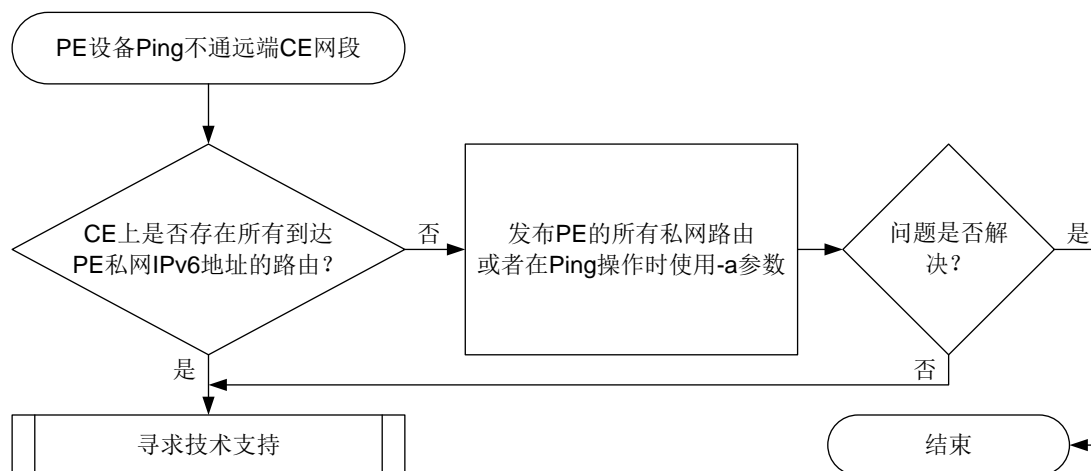 PE设备Ping不通远端CE网段
CE上是否存在所有到达
PE私网IPv6地址的路由？
否
发布PE的所有私网路由
或者在Ping操作时使用-a参数
问题是否解
决？
是
是
否
寻求技术支持
结束